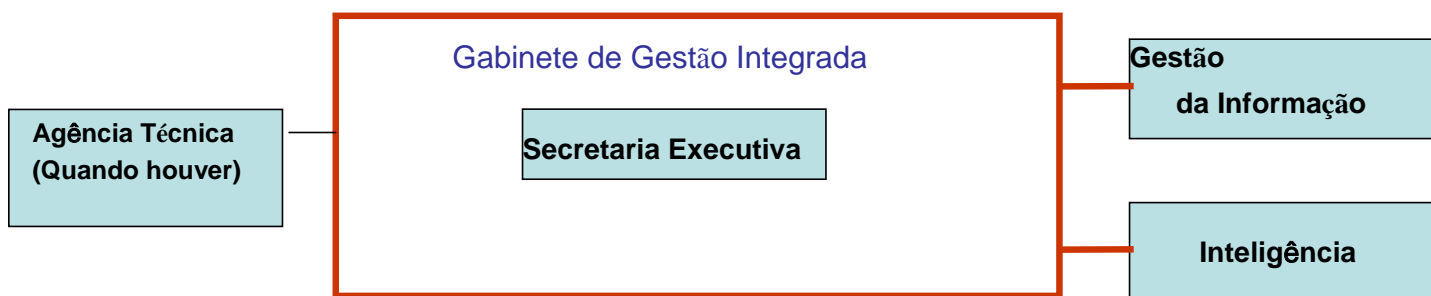 Gabinete de Gestão Integrada
Agência Técnica
(Quando houver)
Secretaria Executiva
Gestão
da Informação
Inteligência